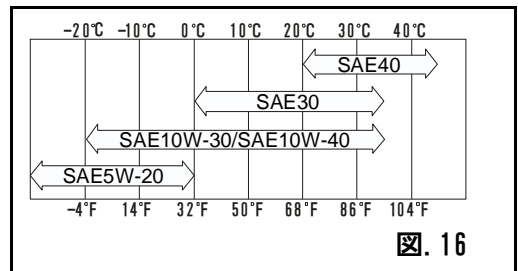 -20℃ -10℃ 0℃ 10℃ 20℃ 30℃ 40℃
SAE40
SAE30
SAE10W-30/SAE10W-40
SAE5W-20
-4°F 14°F 32°F 50°F 68°F 86°F 104°F
図. 16